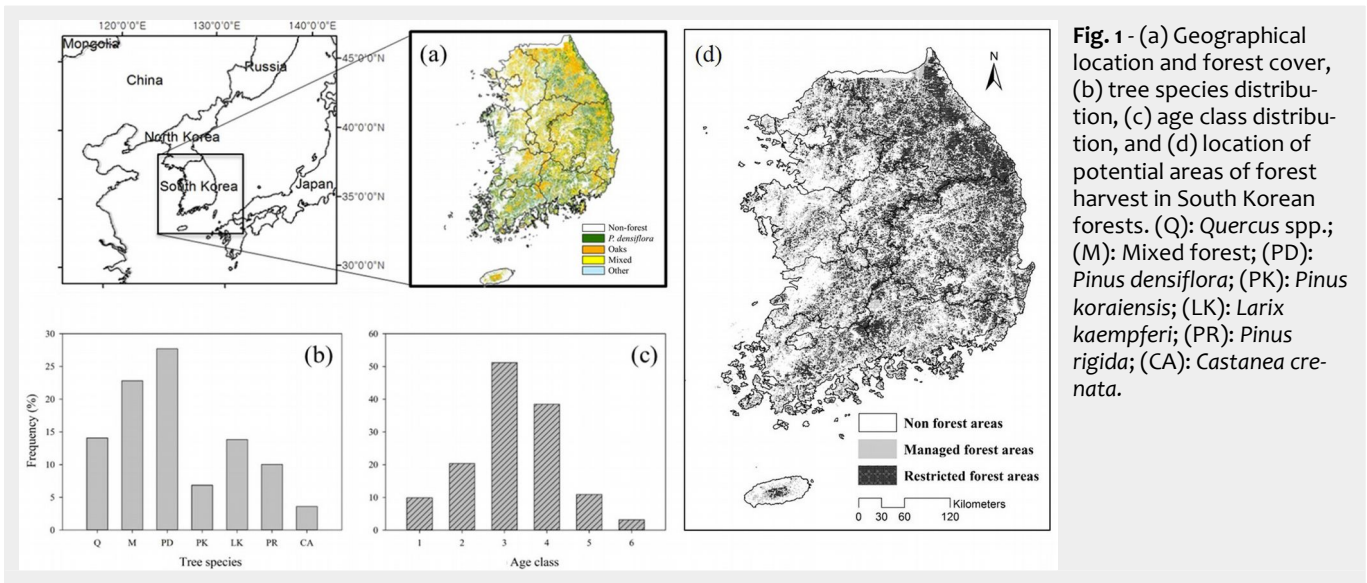 120°0'0"E 130°0'0"E 140°0'0"E
Mongolia
China
Russia
North Korea
South Korea
Japan
45°0'0"N
40°0'0"N
35°0'0"N
30°0'0"N
(a)
Non-forest
P. densiflora
Oaks
Mixed
Other
(d)
N
Non forest areas
Managed forest areas
Restricted forest areas
Kilometers
0 30 60 120
(b)
Frequency (%)
30
25
20
15
10
5
0
Q M PD PK LK PR CA
Tree species
(c)
60
50
40
30
20
10
0
1 2 3 4 5 6
Age class
Fig. 1 - (a) Geographical
location and forest cover,
(b) tree species distribu-
tion, (c) age class distribu-
tion, and (d) location of
potential areas of forest
harvest in South Korean
forests. (Q): Quercus spp.;
(M): Mixed forest; (PD):
Pinus densiflora; (PK): Pinus
koraiensis; (LK): Larix
kaempferi; (PR): Pinus
rigida; (CA): Castanea cre-
nata.